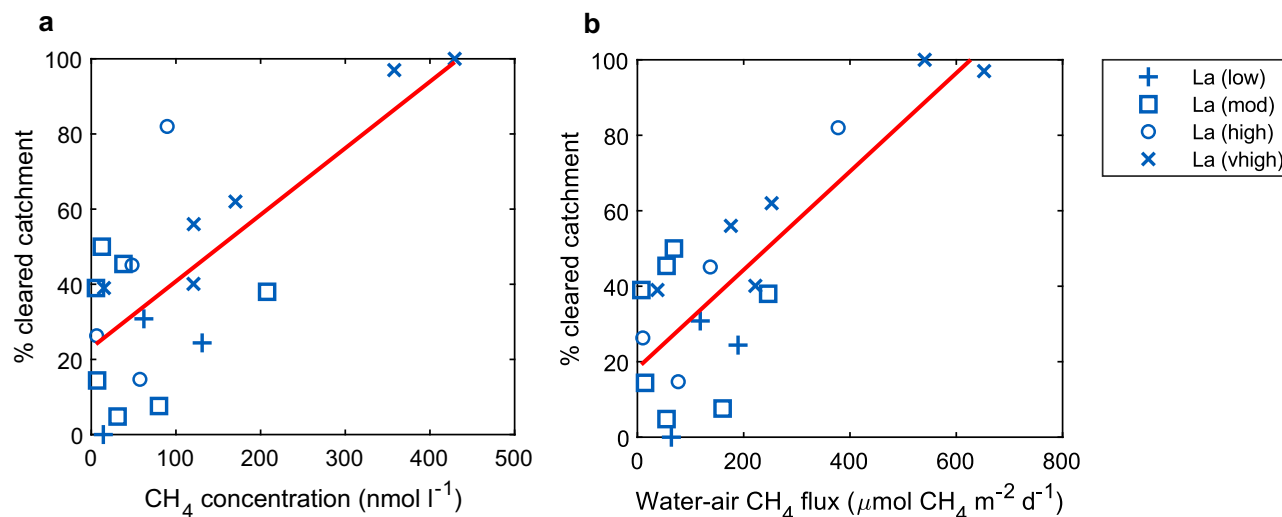 a
100
80
60
40
20
0
% cleared catchment
0 100 200 300 400 500
CH₄ concentration (nmol l⁻¹)
b
100
80
60
40
20
0
% cleared catchment
0 200 400 600 800
Water-air CH₄ flux (μmol CH₄ m⁻² d⁻¹)
La (low)
La (mod)
La (high)
La (vhigh)